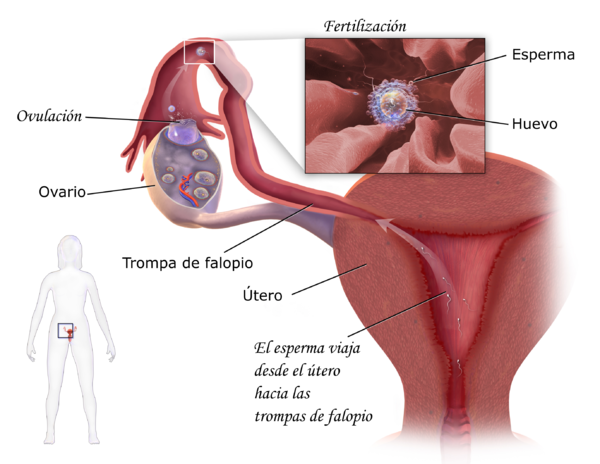 Fertilización
Esperma
Huevo
Ovulación
Ovario
Trompa de falopio
Útero
El esperma viaja
desde el útero
hacia las
trompas de falopio